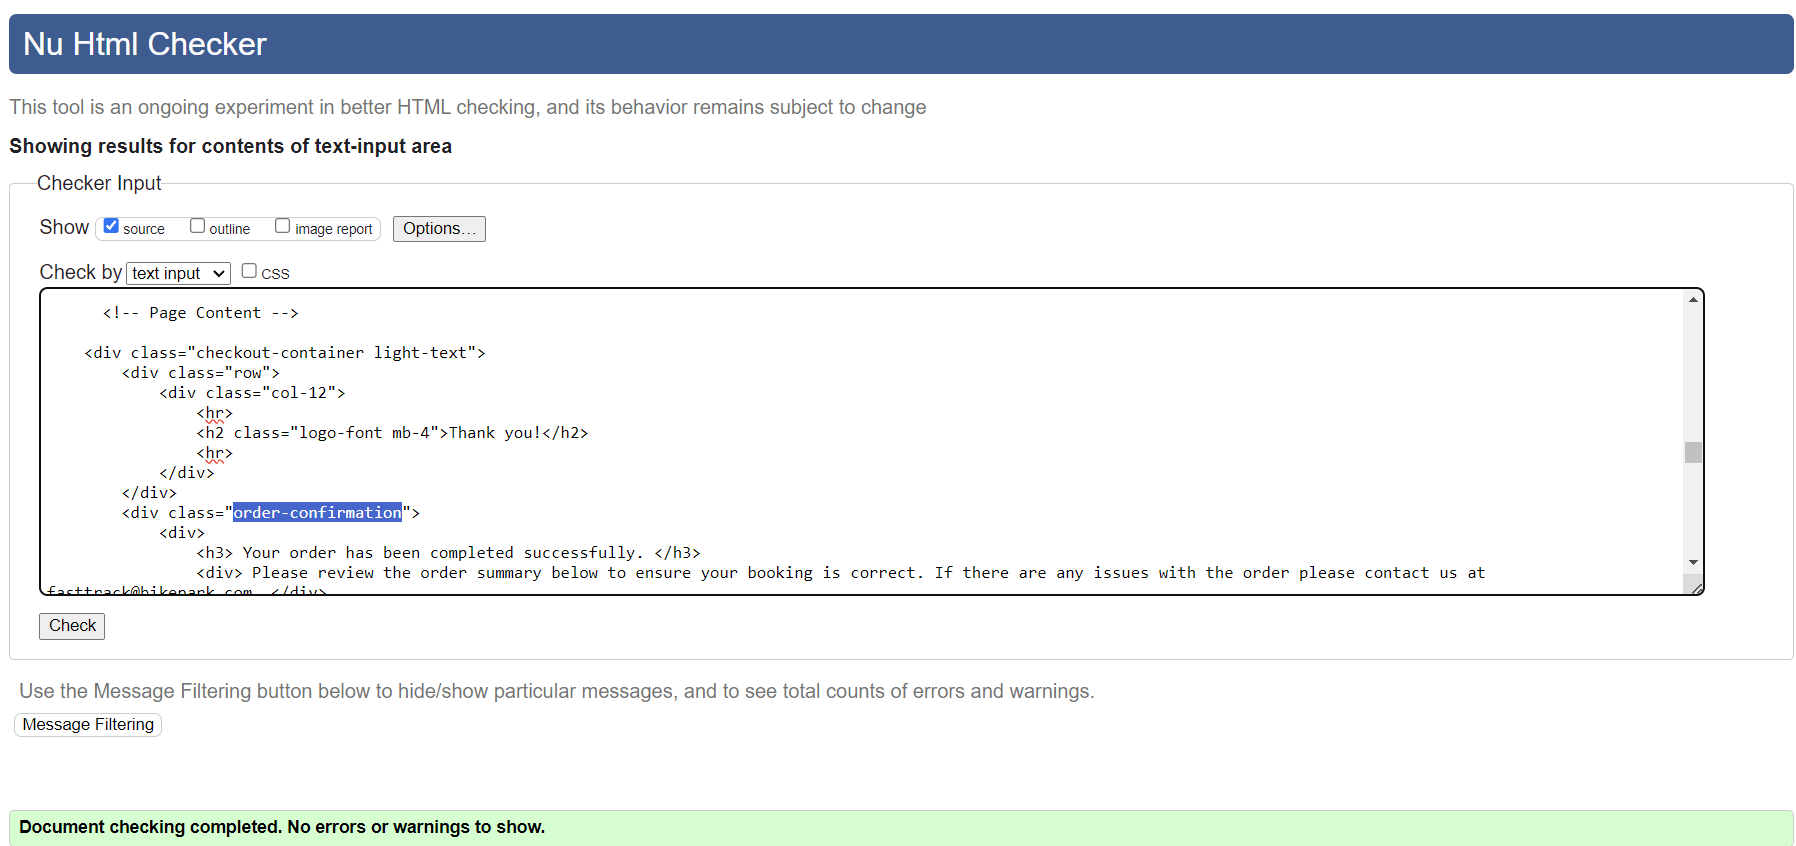 Nu Html Checker
This tool is an ongoing experiment in better HTML checking, and its behavior remains subject to change
Showing results for contents of text-input area
Checker Input
Show source outline image report Options...
Check by text input CSS
<!-- Page Content -->
<div class="checkout-container light-text">
<div class="row">
<div class="col-12">
<hr>
<h2 class="logo-font mb-4">Thank you!</h2>
<hr>
</div>
</div>
<div class="order-confirmation">
<div>
<h3> Your order has been completed successfully. </h3>
<div> Please review the order summary below to ensure your booking is correct. If there are any issues with the order please contact us at
fasttrack@bikepark.com. </div>
Check
Use the Message Filtering button below to hide/show particular messages, and to see total counts of errors and warnings.
Message Filtering
Document checking completed. No errors or warnings to show.